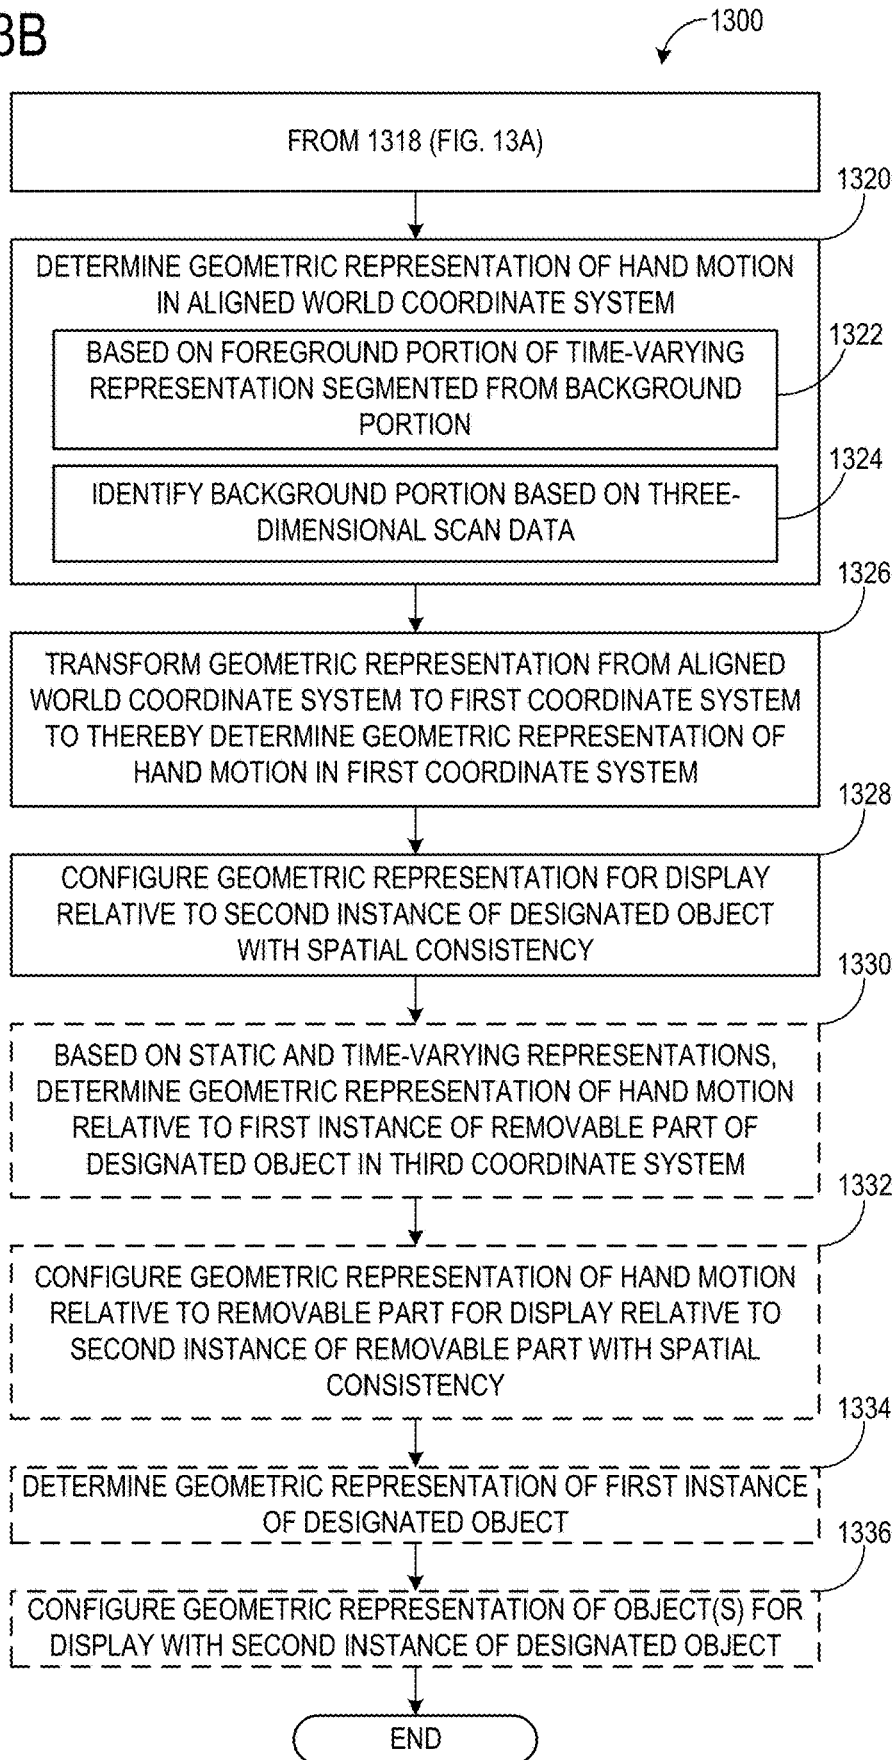 3B
1300
FROM 1318 (FIG. 13A)
1320
DETERMINE GEOMETRIC REPRESENTATION OF HAND MOTION
IN ALIGNED WORLD COORDINATE SYSTEM
1322
BASED ON FOREGROUND PORTION OF TIME-VARYING
REPRESENTATION SEGMENTED FROM BACKGROUND
PORTION
1324
IDENTIFY BACKGROUND PORTION BASED ON THREE-
DIMENSIONAL SCAN DATA
1326
TRANSFORM GEOMETRIC REPRESENTATION FROM ALIGNED
WORLD COORDINATE SYSTEM TO FIRST COORDINATE SYSTEM
TO THEREBY DETERMINE GEOMETRIC REPRESENTATION OF
HAND MOTION IN FIRST COORDINATE SYSTEM
1328
CONFIGURE GEOMETRIC REPRESENTATION FOR DISPLAY
RELATIVE TO SECOND INSTANCE OF DESIGNATED OBJECT
WITH SPATIAL CONSISTENCY
1330
BASED ON STATIC AND TIME-VARYING REPRESENTATIONS,
DETERMINE GEOMETRIC REPRESENTATION OF HAND MOTION
RELATIVE TO FIRST INSTANCE OF REMOVABLE PART OF
DESIGNATED OBJECT IN THIRD COORDINATE SYSTEM
1332
CONFIGURE GEOMETRIC REPRESENTATION OF HAND MOTION
RELATIVE TO REMOVABLE PART FOR DISPLAY RELATIVE TO
SECOND INSTANCE OF REMOVABLE PART WITH SPATIAL
CONSISTENCY
1334
DETERMINE GEOMETRIC REPRESENTATION OF FIRST INSTANCE
OF DESIGNATED OBJECT
1336
CONFIGURE GEOMETRIC REPRESENTATION OF OBJECT(S) FOR
DISPLAY WITH SECOND INSTANCE OF DESIGNATED OBJECT
END